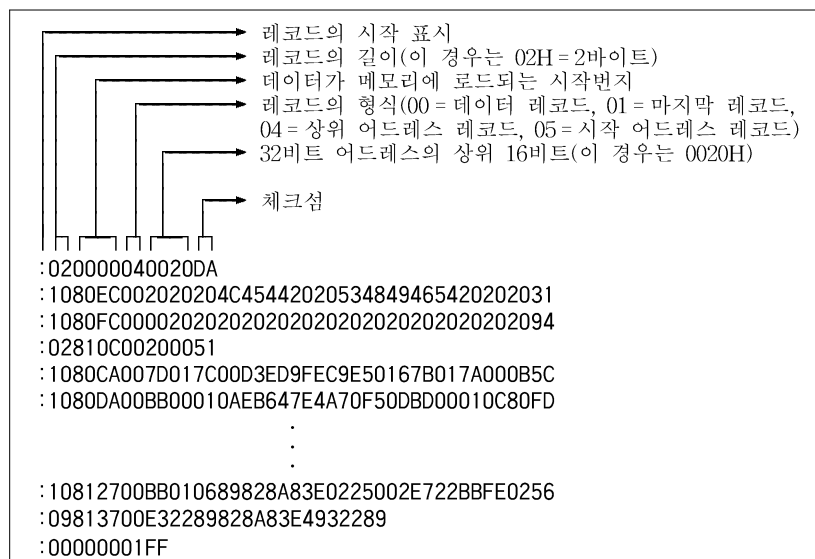 레코드의 시작 표시
레코드의 길이(이 경우는 02H = 2바이트)
데이터가 메모리에 로드되는 시작번지
레코드의 형식(00 = 데이터 레코드, 01 = 마지막 레코드,
04 = 상위 어드레스 레코드, 05 = 시작 어드레스 레코드)
32비트 어드레스의 상위 16비트(이 경우는 0020H)
체크섬
:020000040020DA
:1080EC002020204C454420205348494654202020​31
:1080FC000020202020202020202020202020202094
:02810C00200051
:1080CA007D017C00D3ED9FEC9E50167B017A000B5C
:1080DA00BB00010AEB647E4A70F50DBD00010C80FD
.
.
.
:10812700BB010689828A83E0225002E722BBFE0256
:09813700E32289828A83E4932289
:00000001FF